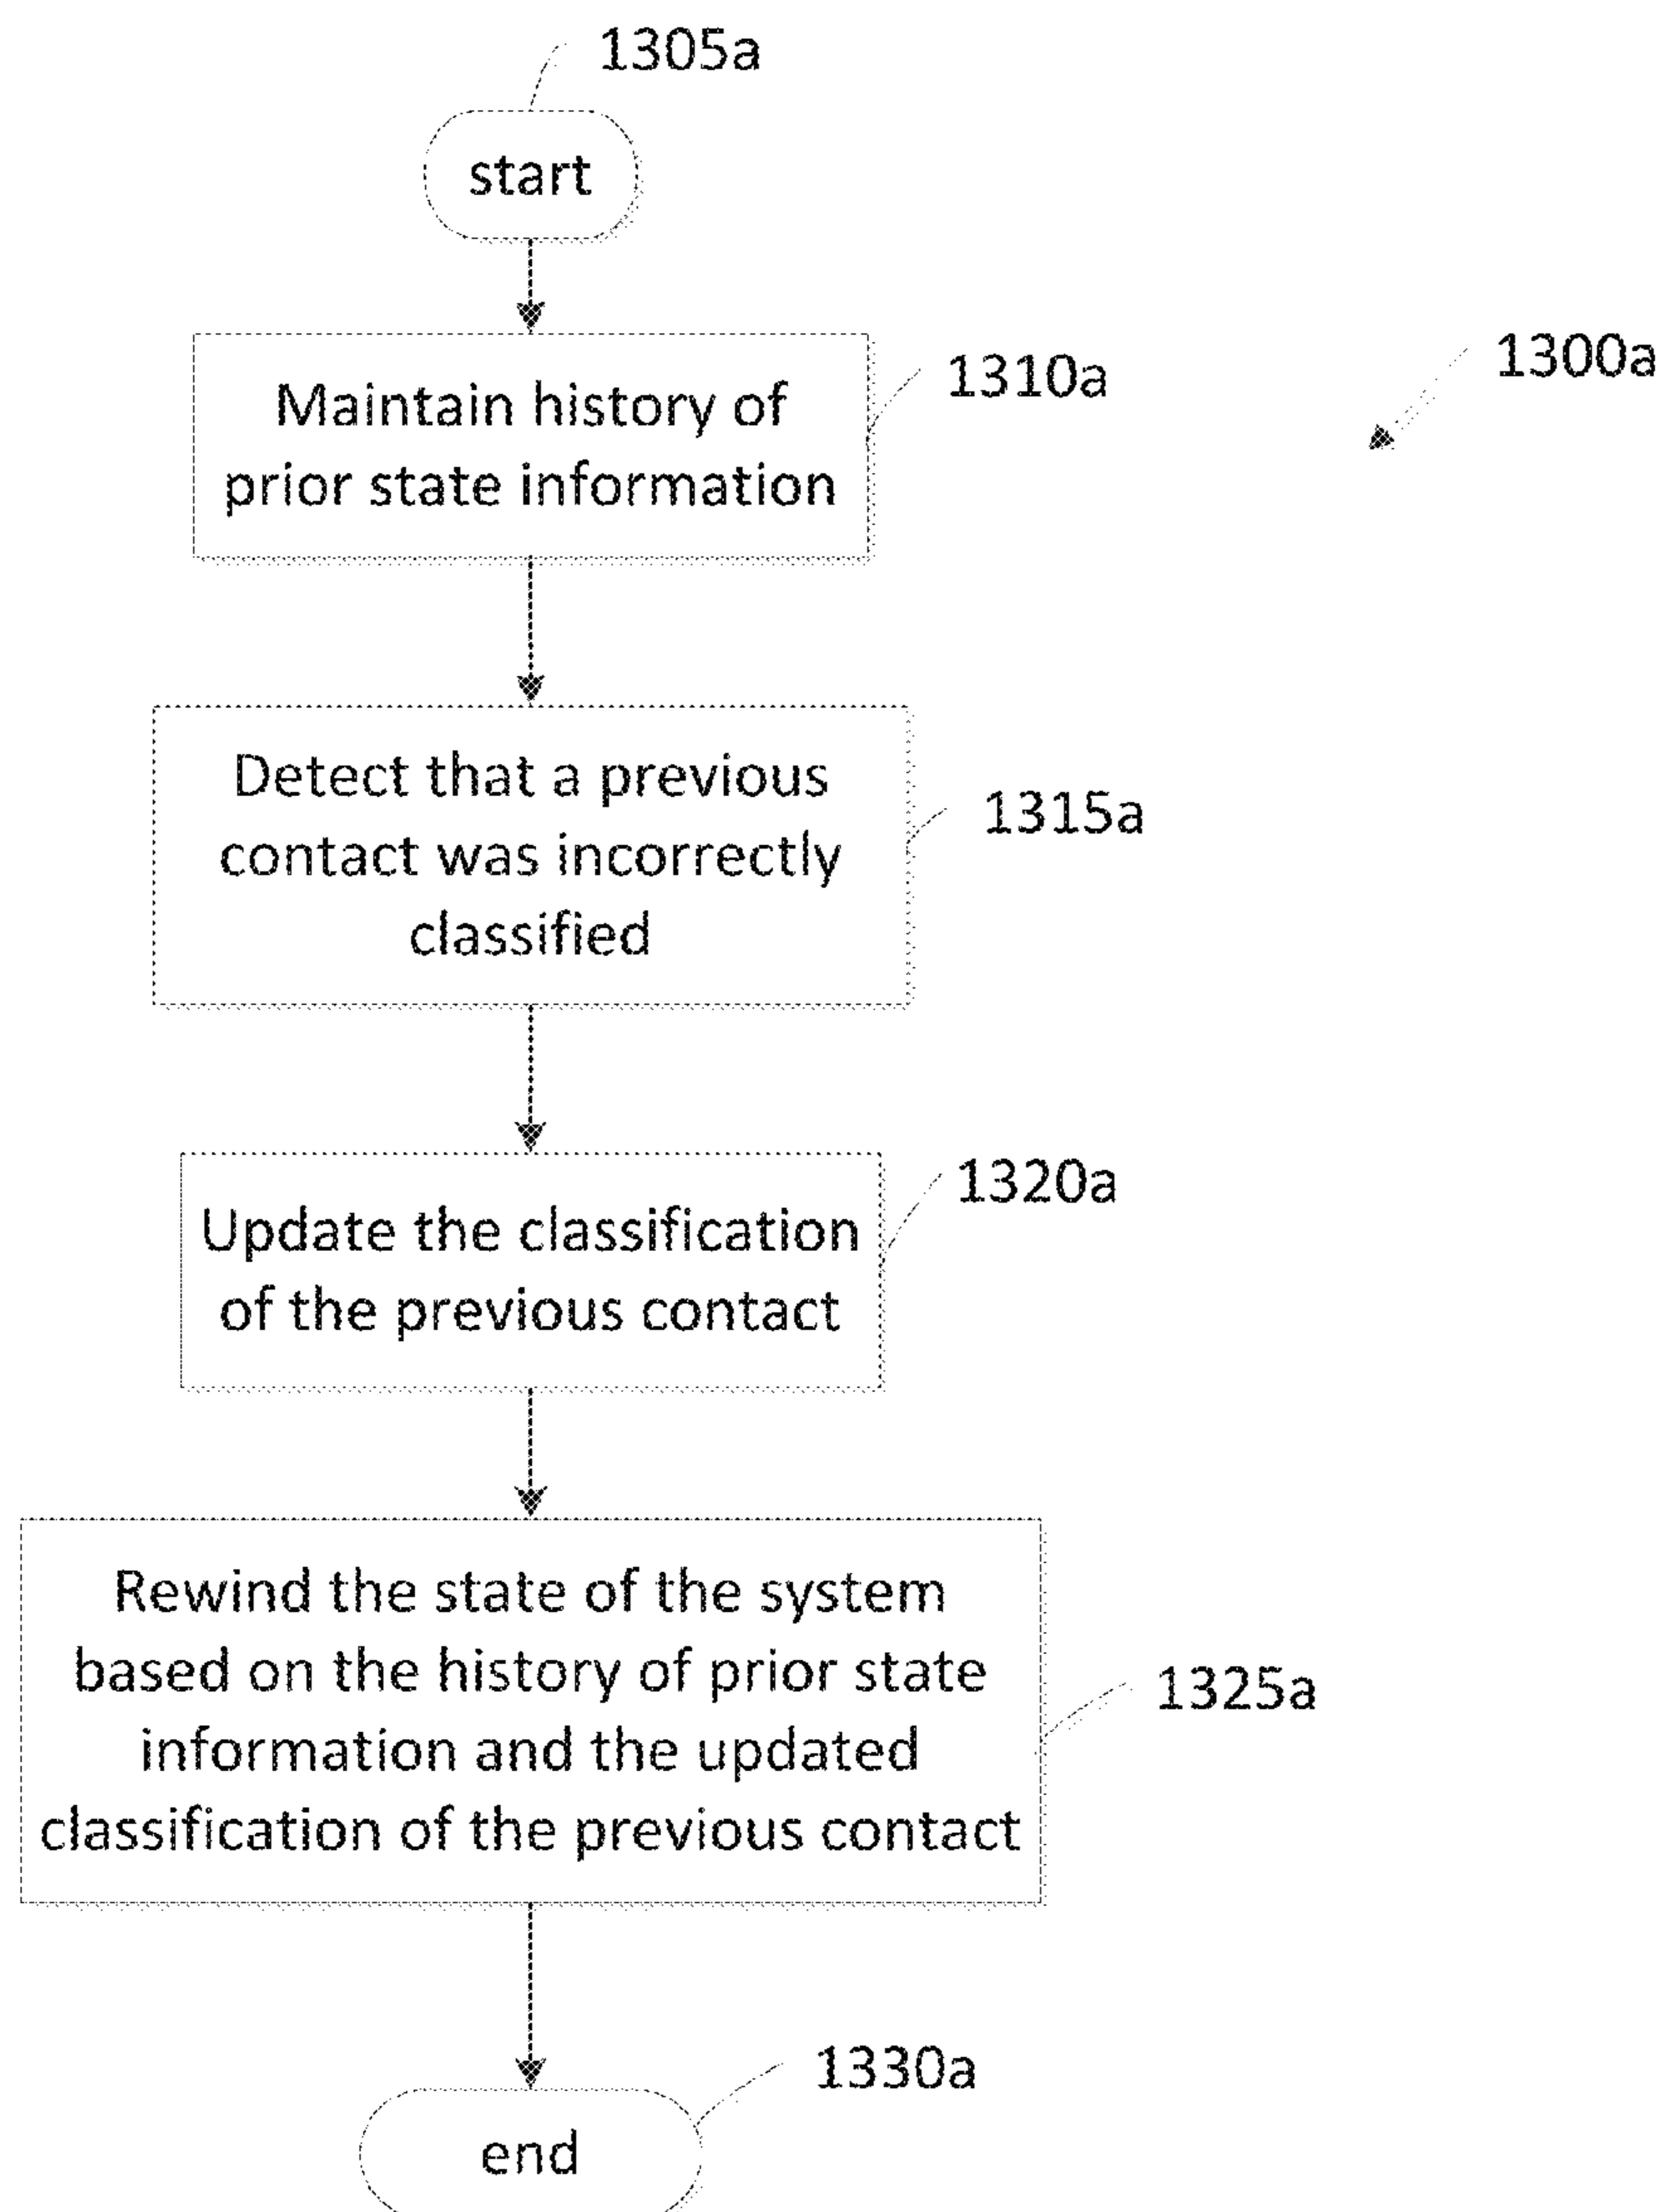 1305a
start
Maintain history of
prior state information
1310a
1300a
Detect that a previous
contact was incorrectly
classified
1315a
Update the classification
of the previous contact
1320a
Rewind the state of the system
based on the history of prior state
information and the updated
classification of the previous contact
1325a
1330a
end